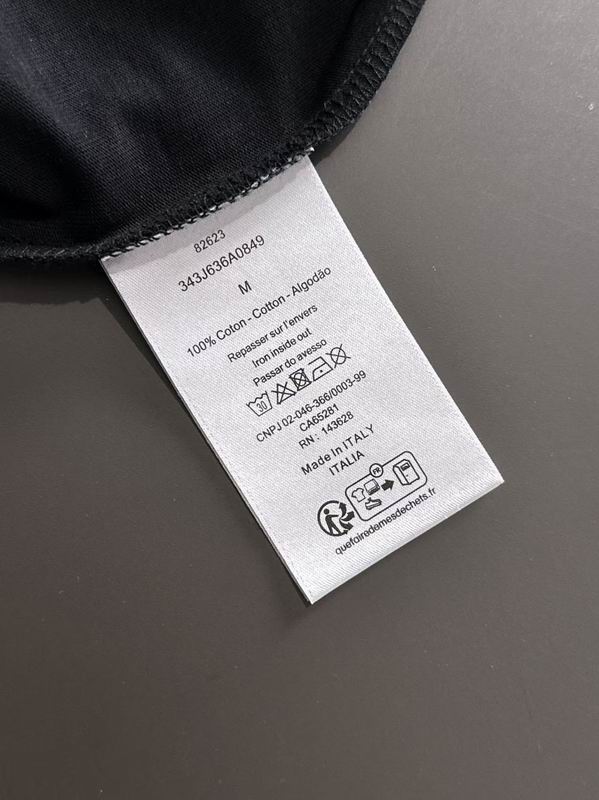 82623
343J636A0849
M
100% Coton - Cotton - Algodão
Repasser sur l'envers
Iron inside out
Passar do avesso
30
CNPJ 02-046-366/0003-99
CA65281
RN : 143628
Made in ITALY
ITALIA
FR
quefairedemesdechets.fr